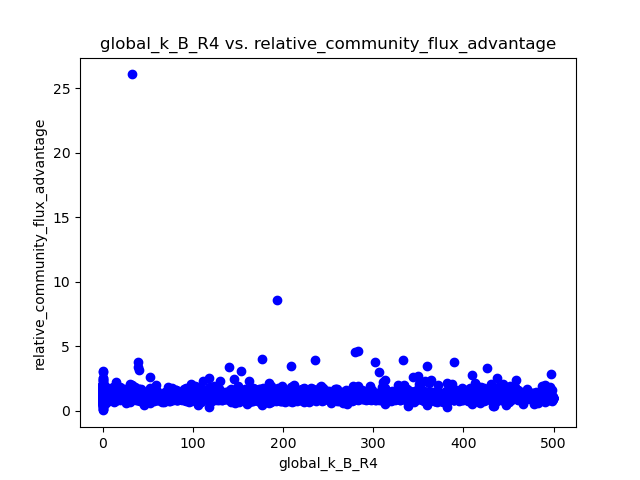 global_k_B_R4 vs. relative_community_flux_advantage
relative_community_flux_advantage
25
20
15
10
5
0
0 100 200 300 400 500
global_k_B_R4